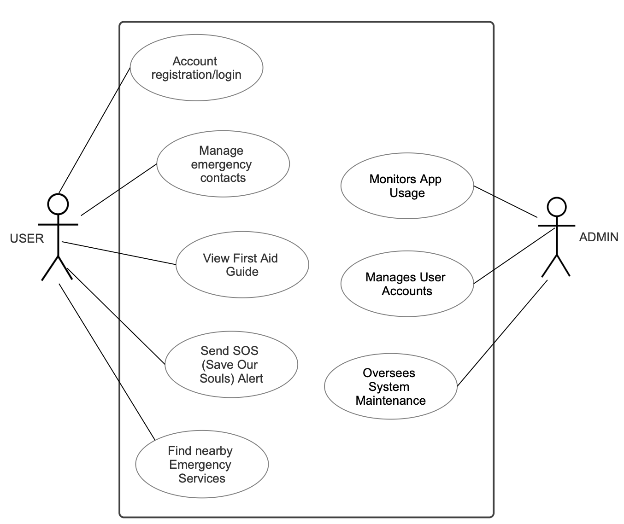 Account
registration/login
Manage
emergency
contacts
Monitors App
Usage
USER
ADMIN
View First Aid
Guide
Manages User
Accounts
Send SOS
(Save Our
Souls) Alert
Oversees
System
Maintenance
Find nearby
Emergency
Services